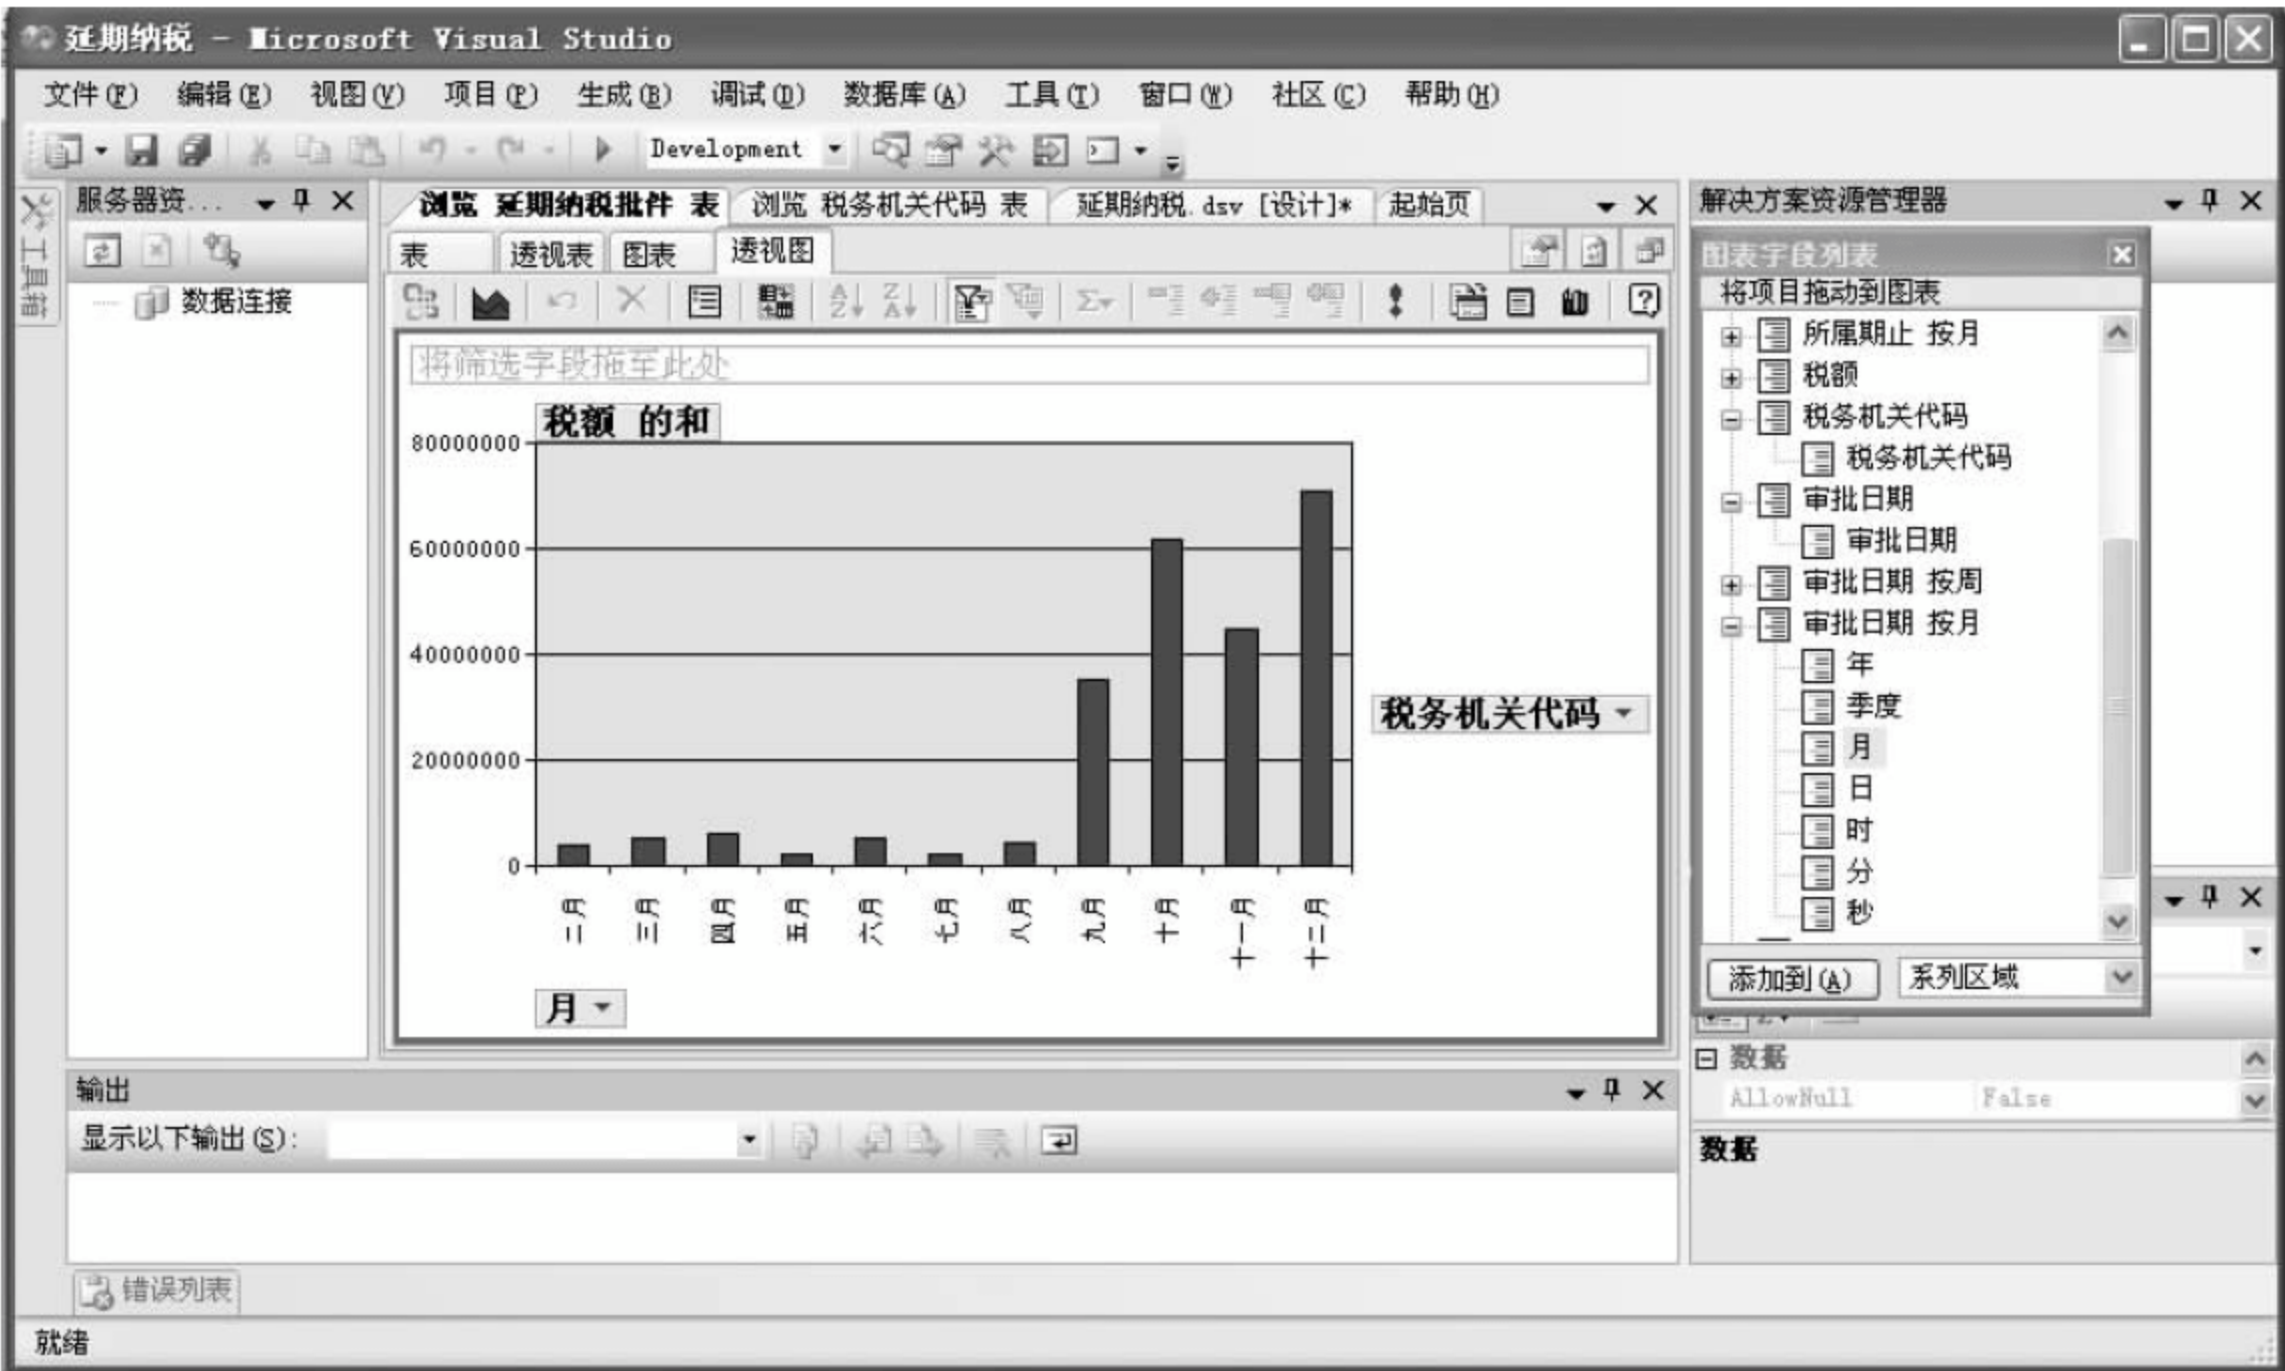 延期纳税 - Microsoft Visual Studio
文件(F) 编辑(E) 视图(V) 项目(P) 生成(B) 调试(D) 数据库(A) 工具(T) 窗口(W) 社区(C) 帮助(H)
Development
工具箱
服务器资...
数据连接
浏览 延期纳税批件 表 浏览 税务机关代码 表 延期纳税.dsv [设计]* 起始页
表 透视表 图表 透视图
将筛选字段拖至此处
税额 的和
80000000
60000000
40000000
20000000
0
二月 三月 四月 五月 六月 七月 八月 九月 十月 十一月 十二月
月
税务机关代码
解决方案资源管理器
图表字段列表
将项目拖动到图表
所属期止 按月
税额
税务机关代码
税务机关代码
审批日期
审批日期
审批日期 按周
审批日期 按月
年
季度
月
日
时
分
秒
添加到(A) 系列区域
数据
AllowNull False
数据
输出
显示以下输出(S):
错误列表
就绪